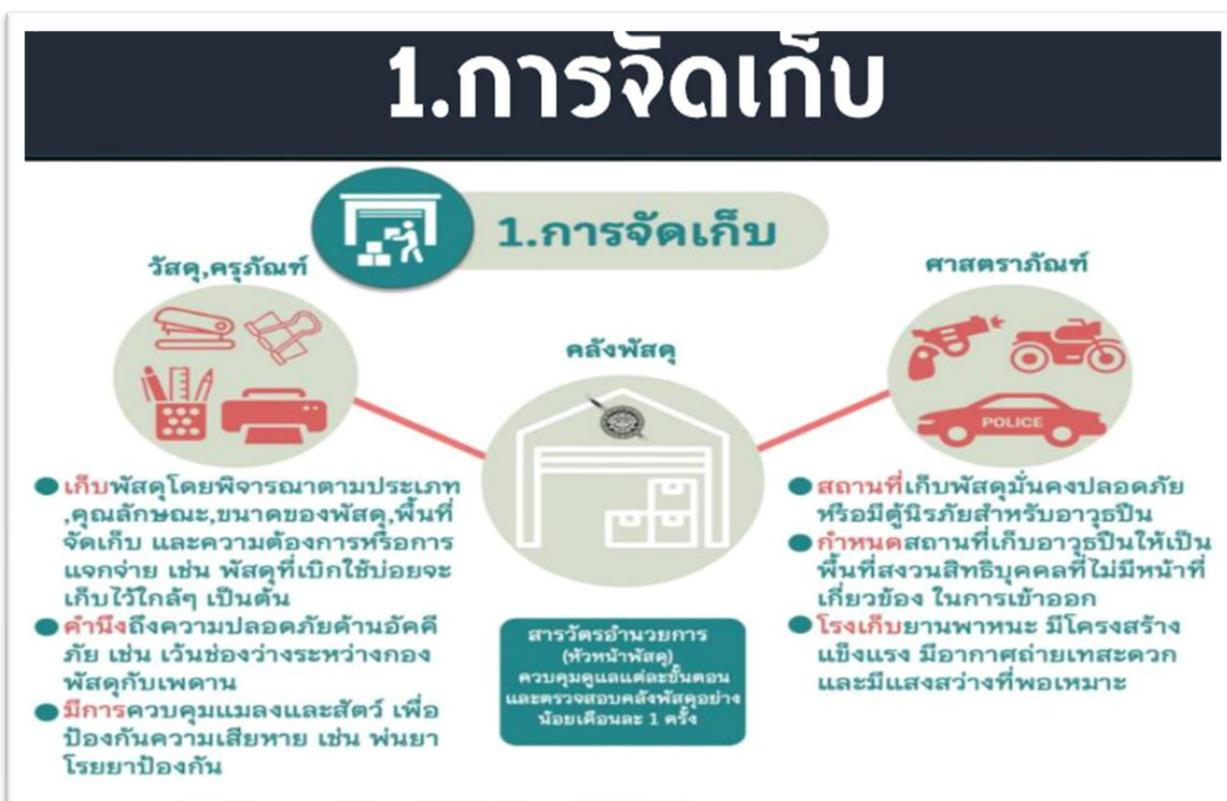 1.การจัดเก็บ
1.การจัดเก็บ
วัสดุ,ครุภัณฑ์
เก็บพัสดุโดยพิจารณาตามประเภท
,คุณลักษณะ,ขนาดของพัสดุ,พื้นที่
จัดเก็บ และความต้องการหรือการ
แจกจ่าย เช่น พัสดุที่เบิกใช้บ่อยจะ
เก็บไว้ใกล้ๆ เป็นต้น
คำนึงถึงความปลอดภัยด้านอัคคี
ภัย เช่น เว้นช่องว่างระหว่างกอง
พัสดุกับเพดาน
มีการควบคุมแมลงและสัตว์ เพื่อ
ป้องกันความเสียหาย เช่น พ่นยา
โรยยาป้องกัน
คลังพัสดุ
สารวัตรอำนวยการ
(หัวหน้าพัสดุ)
ควบคุมดูแลแต่ละขั้นตอน
และตรวจสอบคลังพัสดุอย่าง
น้อยเดือนละ 1 ครั้ง
ศาสตราภัณฑ์
POLICE
สถานที่เก็บพัสดุมั่นคงปลอดภัย
หรือมีตู้นิรภัยสำหรับอาวุธปืน
กำหนดสถานที่เก็บอาวุธปืนให้เป็น
พื้นที่สงวนสิทธิบุคคลที่ไม่มีหน้าที่
เกี่ยวข้อง ในการเข้าออก
โรงเก็บยานพาหนะ มีโครงสร้าง
แข็งแรง มีอากาศถ่ายเทสะดวก
และมีแสงสว่างที่พอเหมาะ